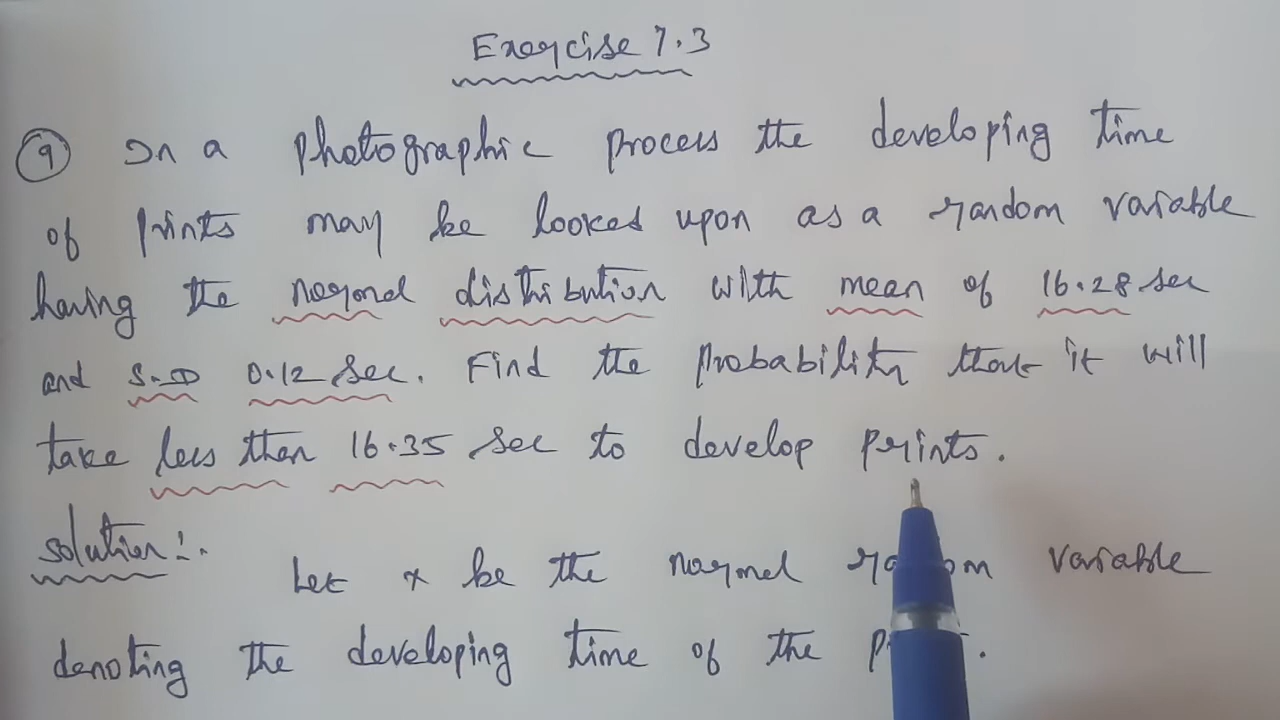 Exercise 7.3
9 In a photographic process the developing time
of prints may be looked upon as a random variable
having the normal distribution with mean of 16.28 sec
and S.D 0.12 sec. Find the probability that it will
take less than 16.35 sec to develop prints.
solution:-
Let x be the normal random variable
denoting the developing time of the